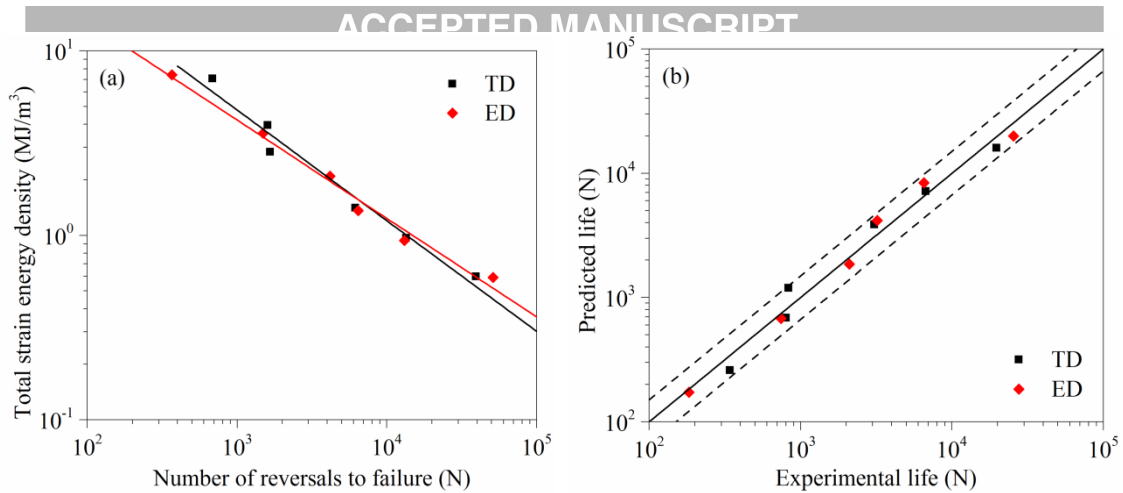 ACCEPTED MANUSCRIPT
(a)
TD
ED
10^1
10^0
10^-1
Total strain energy density (MJ/m^3)
10^2 10^3 10^4 10^5
Number of reversals to failure (N)
(b)
10^5
10^4
10^3
10^2
Predicted life (N)
TD
ED
10^2 10^3 10^4 10^5
Experimental life (N)